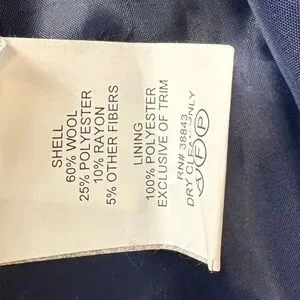 SHELL
60% WOOL
25% POLYESTER
10% RAYON
5% OTHER FIBERS
LINING
100% POLYESTER
EXCLUSIVE OF TRIM
RN# 38843
DRY CLEAN ONLY